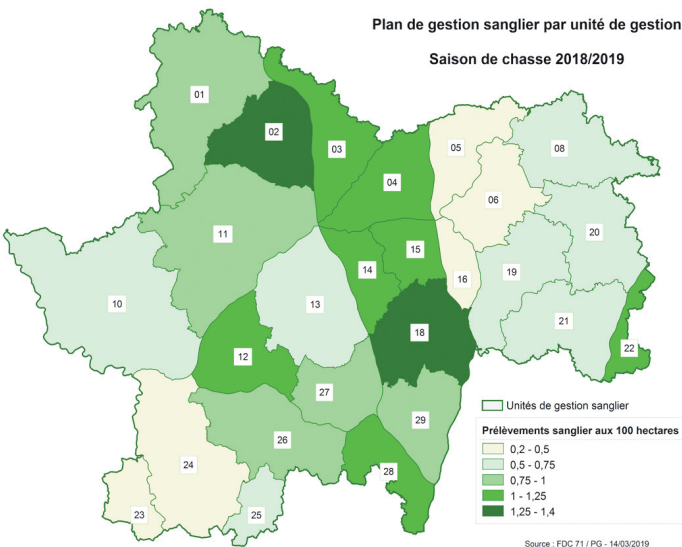 Plan de gestion sanglier par unité de gestion
Saison de chasse 2018/2019
01
02
03
04
05
06
08
10
11
12
13
14
15
16
18
19
20
21
22
23
24
25
26
27
28
29
Unités de gestion sanglier
Prélèvements sanglier aux 100 hectares
0,2 - 0,5
0,5 - 0,75
0,75 - 1
1 - 1,25
1,25 - 1,4
Source : FDC 71 / PG - 14/03/2019